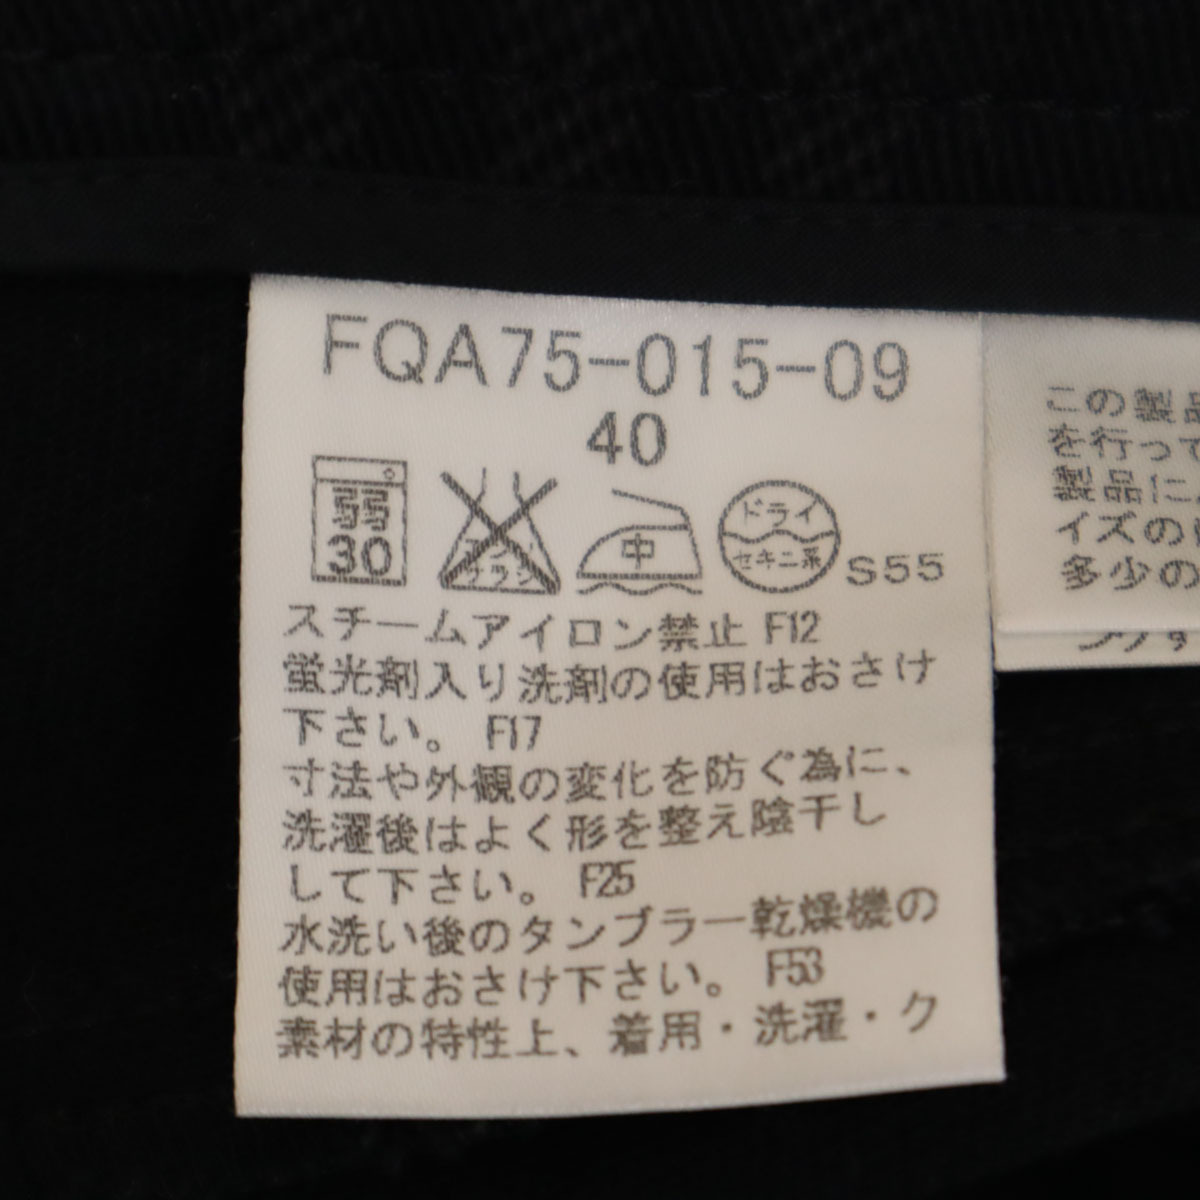 FQA75-015-09
40
弱
30
エンソ
サラシ
中
ドライ
セキユ系
S55
スチームアイロン禁止 F12
蛍光剤入り洗剤の使用はおさけ
下さい。 F17
寸法や外観の変化を防ぐ為に、
洗濯後はよく形を整え陰干し
して下さい。 F25
水洗い後のタンブラー乾燥機の
使用はおさけ下さい。 F53
素材の特性上、着用・洗濯・ク
この製品
を行って
製品に
イズの
多少の